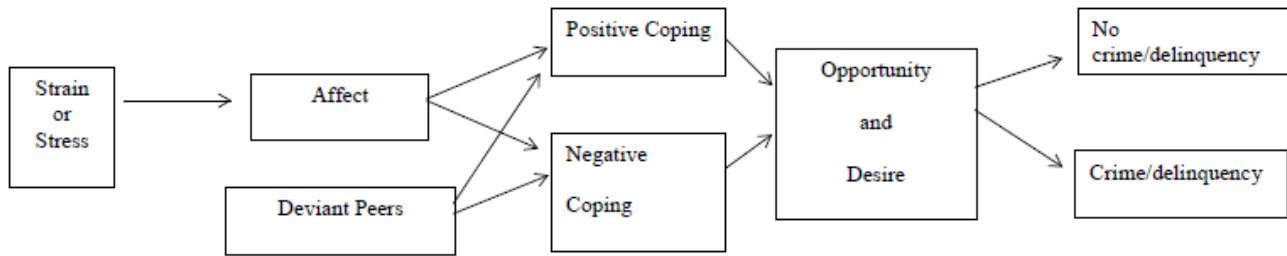 Strain
or
Stress
Affect
Deviant Peers
Positive Coping
Negative
Coping
Opportunity
and
Desire
No
crime/delinquency
Crime/delinquency